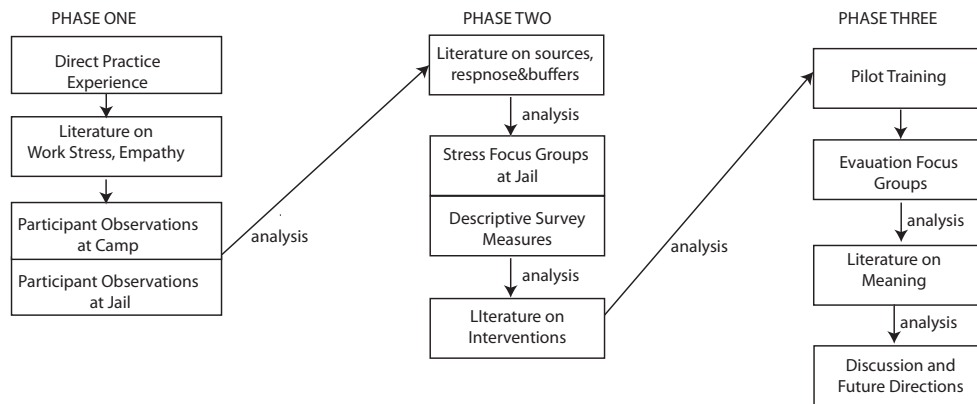 PHASE ONE
Direct Practice
Experience
Literature on
Work Stress, Empathy
Participant Observations
at Camp
Participant Observations
at Jail
analysis
PHASE TWO
Literature on sources,
respnose&buffers
analysis
Stress Focus Groups
at Jail
Descriptive Survey
Measures
analysis
LIterature on
Interventions
analysis
PHASE THREE
Pilot Training
analysis
Evauation Focus
Groups
analysis
Literature on
Meaning
analysis
Discussion and
Future Directions